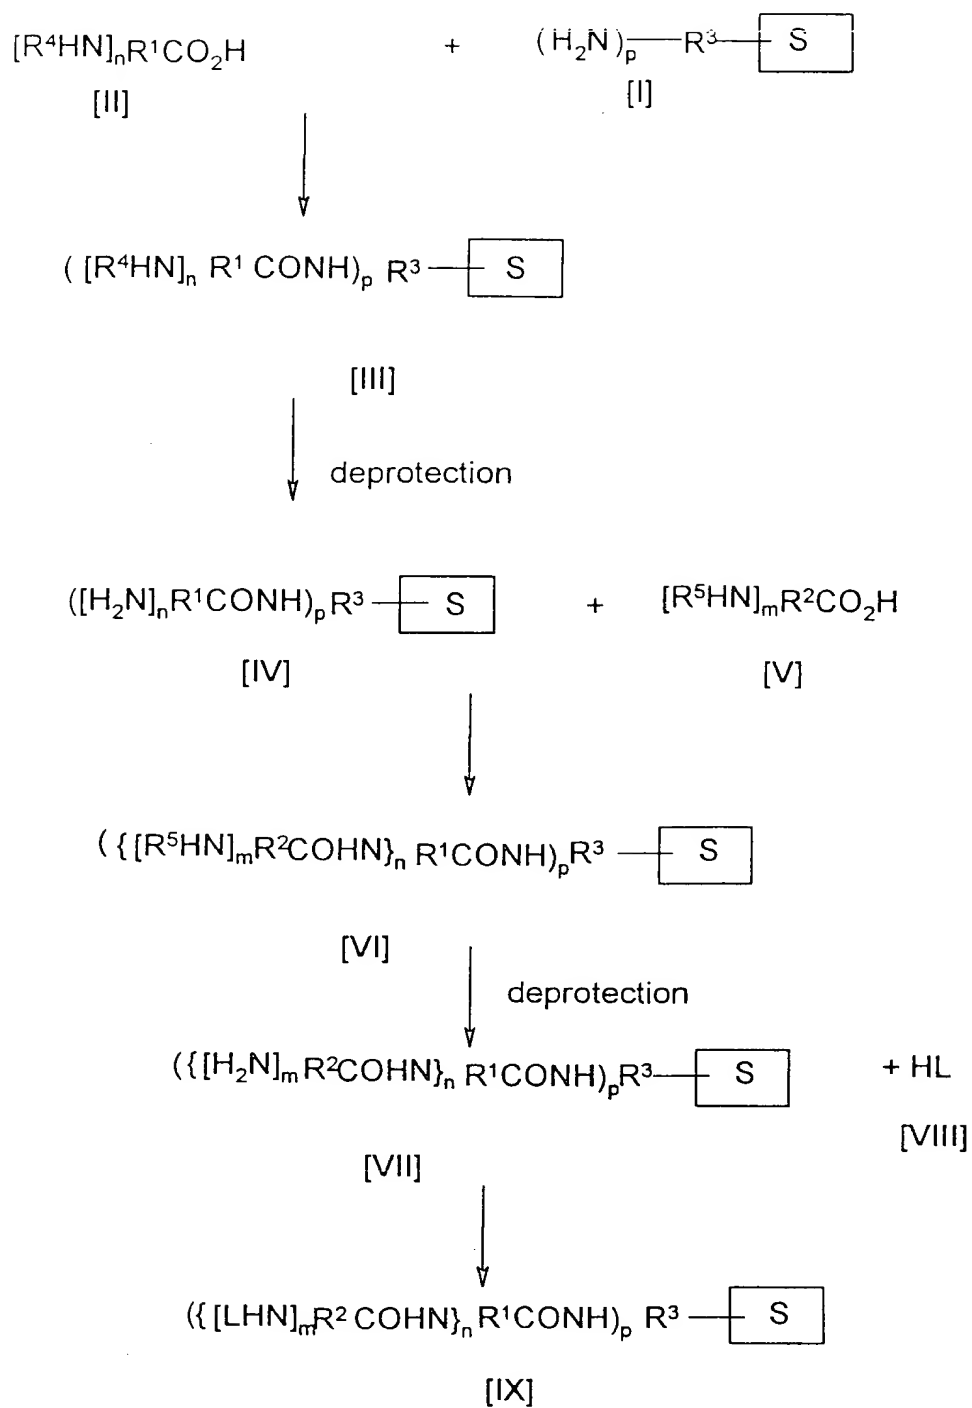 [R⁴HN]ₙR¹CO₂H + (H₂N)ₚ R³ S
[II] [I]
( [R⁴HN]ₙ R¹ CONH)ₚ R³ S
[III]
deprotection
([H₂N]ₙR¹CONH)ₚR³ S + [R⁵HN]ₘR²CO₂H
[IV] [V]
({[R⁵HN]ₘR²COHN}ₙ R¹CONH)ₚR³ S
[VI]
deprotection
({[H₂N]ₘR²COHN}ₙ R¹CONH)ₚR³ S + HL
[VIII]
[VII]
({[LHN]ₘR² COHN}ₙR¹CONH)ₚ R³ S
[IX]